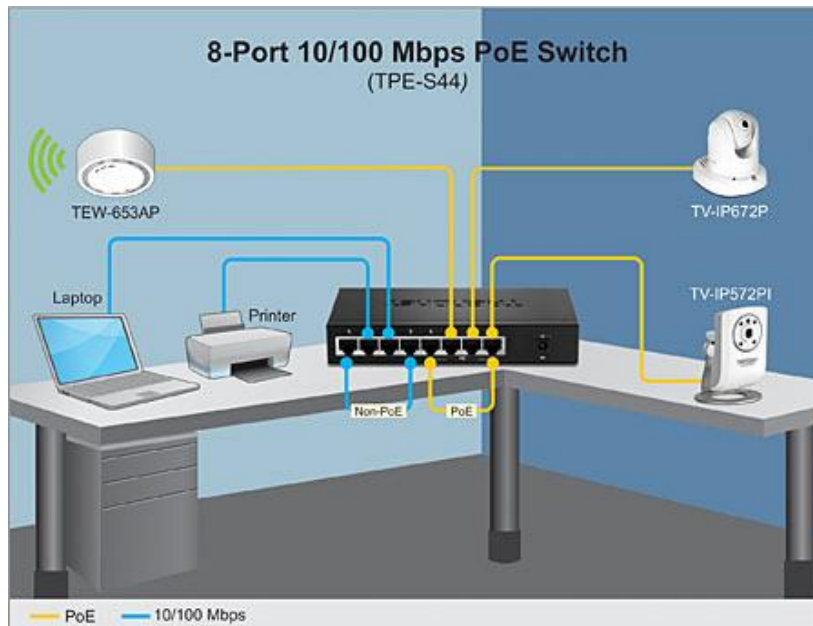 8-Port 10/100 Mbps PoE Switch
(TPE-S44)
TEW-653AP
TV-IP672P
Laptop
Printer
TV-IP572PI
Non-PoE
PoE
PoE
10/100 Mbps